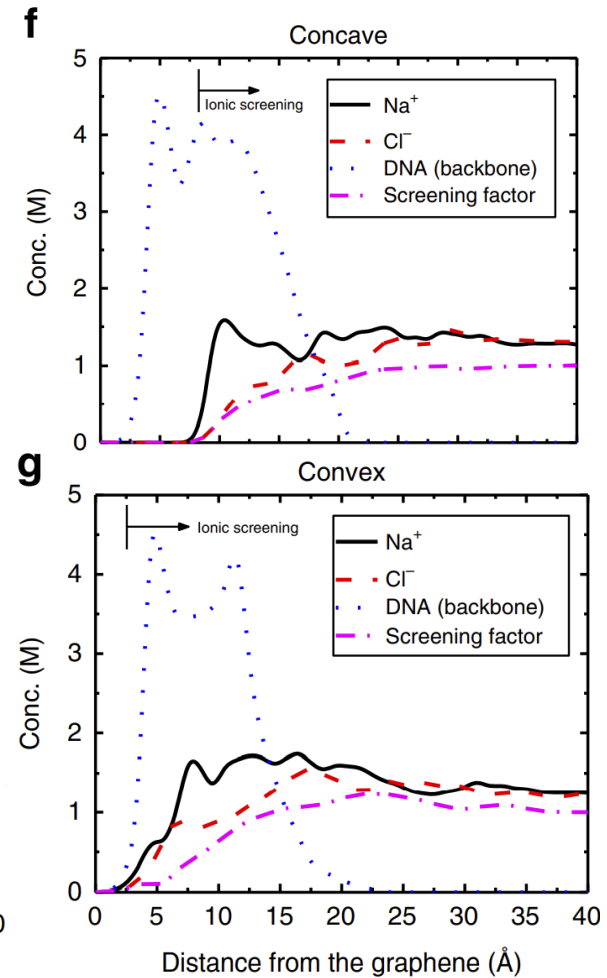 f
Concave
5
4
3
2
1
0
Conc. (M)
Ionic screening
Na⁺
Cl⁻
DNA (backbone)
Screening factor
g
Convex
5
4
3
2
1
0
Conc. (M)
Ionic screening
Na⁺
Cl⁻
DNA (backbone)
Screening factor
0 5 10 15 20 25 30 35 40
0
Distance from the graphene (Å)